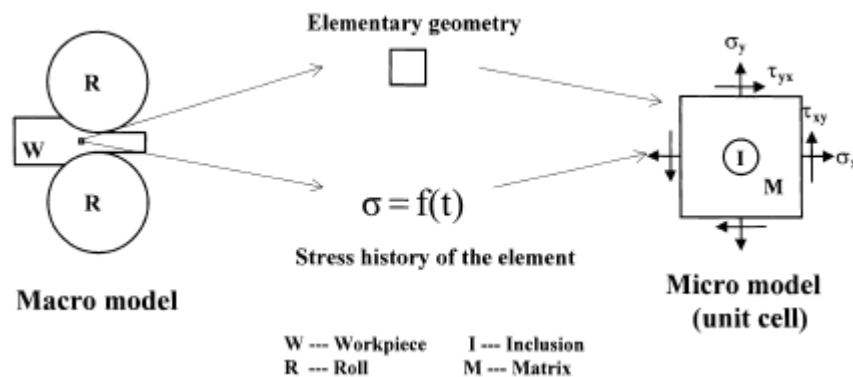 Elementary geometry
R
W
R
σ = f(t)
Stress history of the element
Macro model
σy
τyx
τxy
σx
I
M
Micro model
(unit cell)
W --- Workpiece I --- Inclusion
R --- Roll M --- Matrix